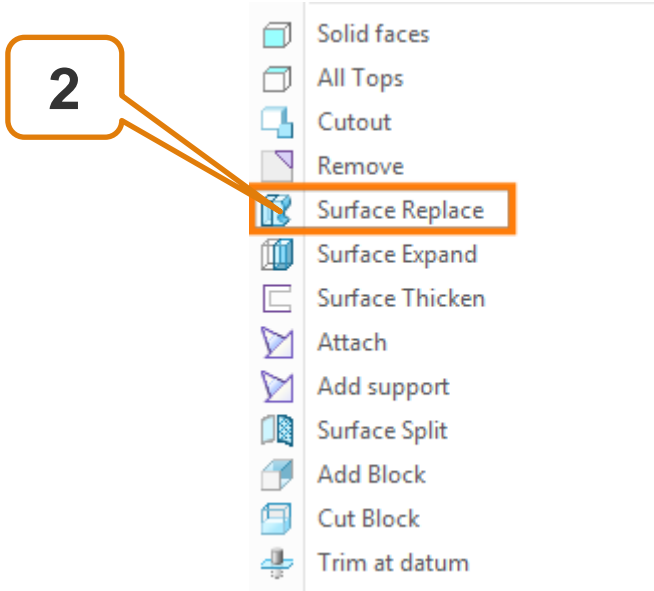 2
Solid faces
All Tops
Cutout
Remove
Surface Replace
Surface Expand
Surface Thicken
Attach
Add support
Surface Split
Add Block
Cut Block
Trim at datum